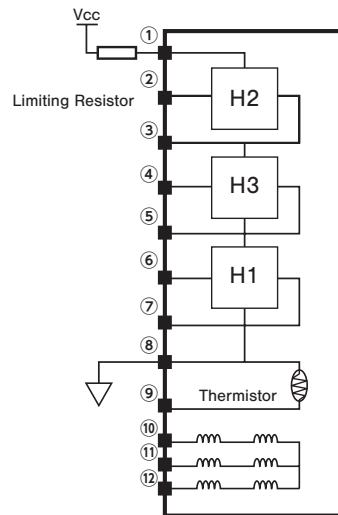 Vcc
①
②
H2
Limiting Resistor
③
④
H3
⑤
⑥
H1
⑦
⑧
⑨
Thermistor
⑩
⑪
⑫